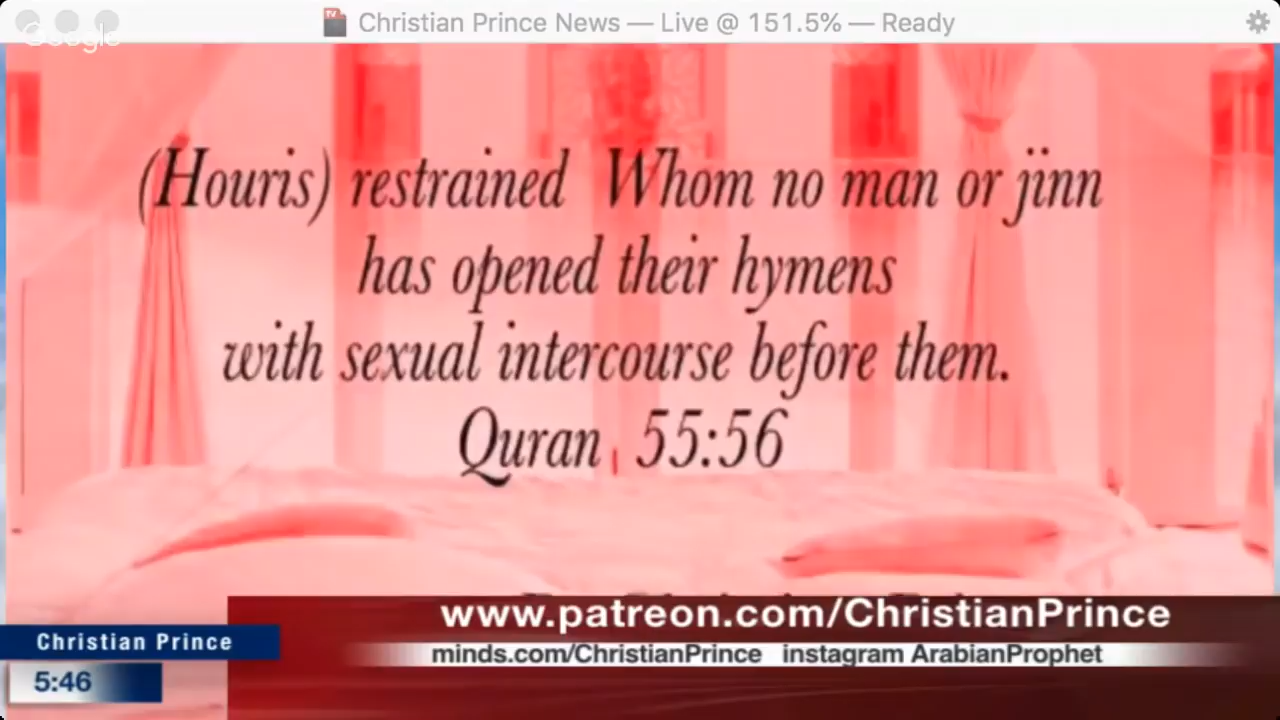 TV
Christian Prince News — Live @ 151.5% — Ready
Google
(Houris) restrained Whom no man or jinn
has opened their hymens
with sexual intercourse before them.
Quran 55:56
www.patreon.com/ChristianPrince
Christian Prince
minds.com/ChristianPrince instagram ArabianProphet
5:46